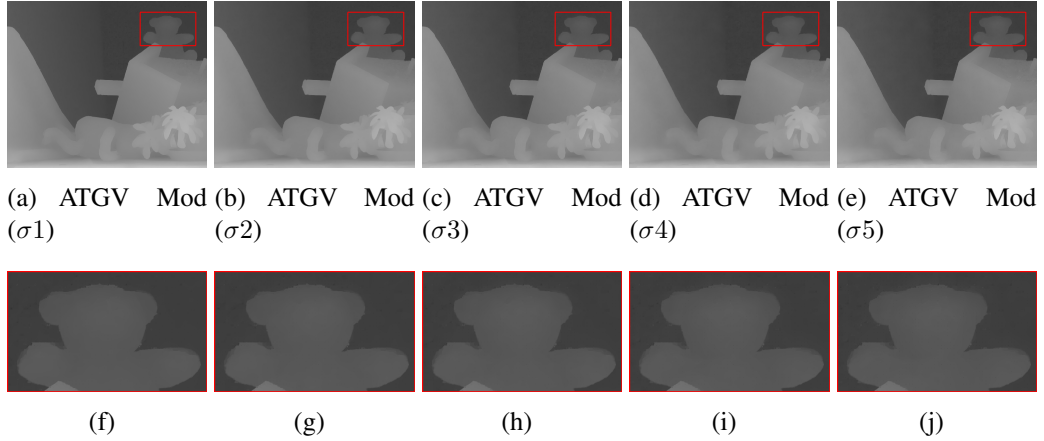 (a) ATGV Mod (b) ATGV Mod (c) ATGV Mod (d) ATGV Mod (e) ATGV Mod
(σ1) (σ2) (σ3) (σ4) (σ5)
(f) (g) (h) (i) (j)